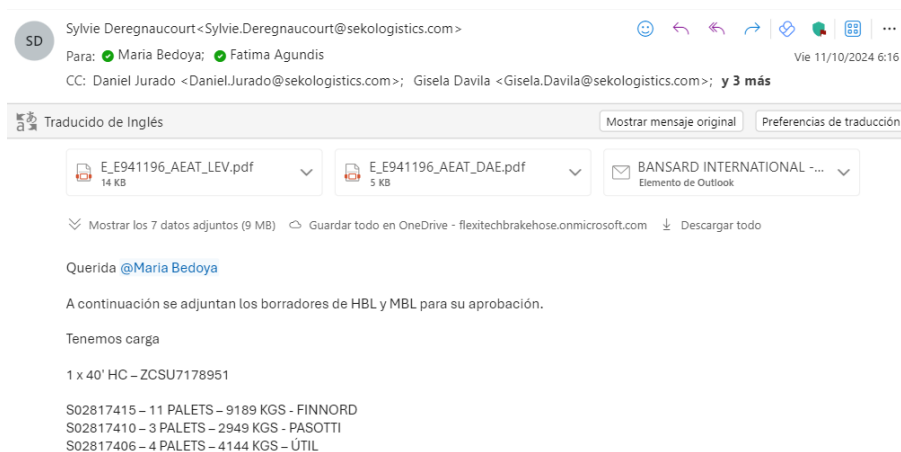 SD
Sylvie Deregnaucourt<Sylvie.Deregnaucourt@sekologistics.com>
Para: Maria Bedoya; Fatima Agundis
Vie 11/10/2024 6:16
CC: Daniel Jurado <Daniel.Jurado@sekologistics.com>; Gisela Davila <Gisela.Davila@sekologistics.com>; y 3 más
Traducido de Inglés
Mostrar mensaje original
Preferencias de traducción
E_E941196_AEAT_LEV.pdf
14 KB
E_E941196_AEAT_DAE.pdf
5 KB
BANSARD INTERNATIONAL -...
Elemento de Outlook
Mostrar los 7 datos adjuntos (9 MB)
Guardar todo en OneDrive - flexitechbrakehose.onmicrosoft.com
Descargar todo
Querida @Maria Bedoya
A continuación se adjuntan los borradores de HBL y MBL para su aprobación.
Tenemos carga
1 x 40' HC – ZCSU7178951
S02817415 – 11 PALETS – 9189 KGS - FINNORD
S02817410 – 3 PALETS – 2949 KGS - PASOTTI
S02817406 – 4 PALETS – 4144 KGS – ÚTIL